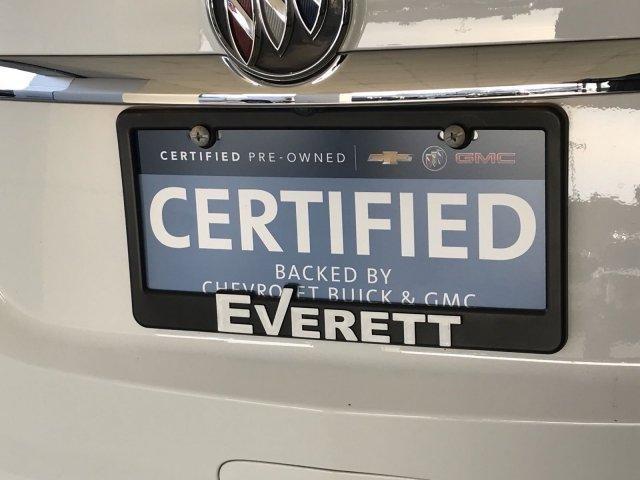 CERTIFIED PRE-OWNED GMC
CERTIFIED
BACKED BY
CHEVROLET BUICK & GMC
EVERETT